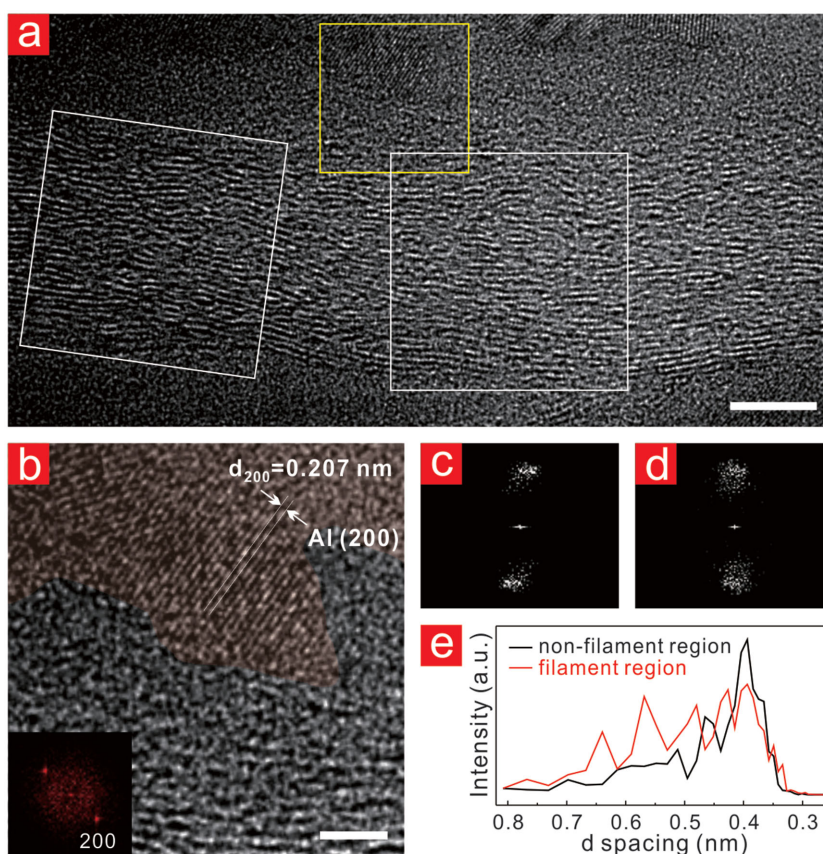 a
b
d₂₀₀=0.207 nm
Al (200)
200
c
d
e
non-filament region
filament region
Intensity (a.u.)
0.8 0.7 0.6 0.5 0.4 0.3
d spacing (nm)